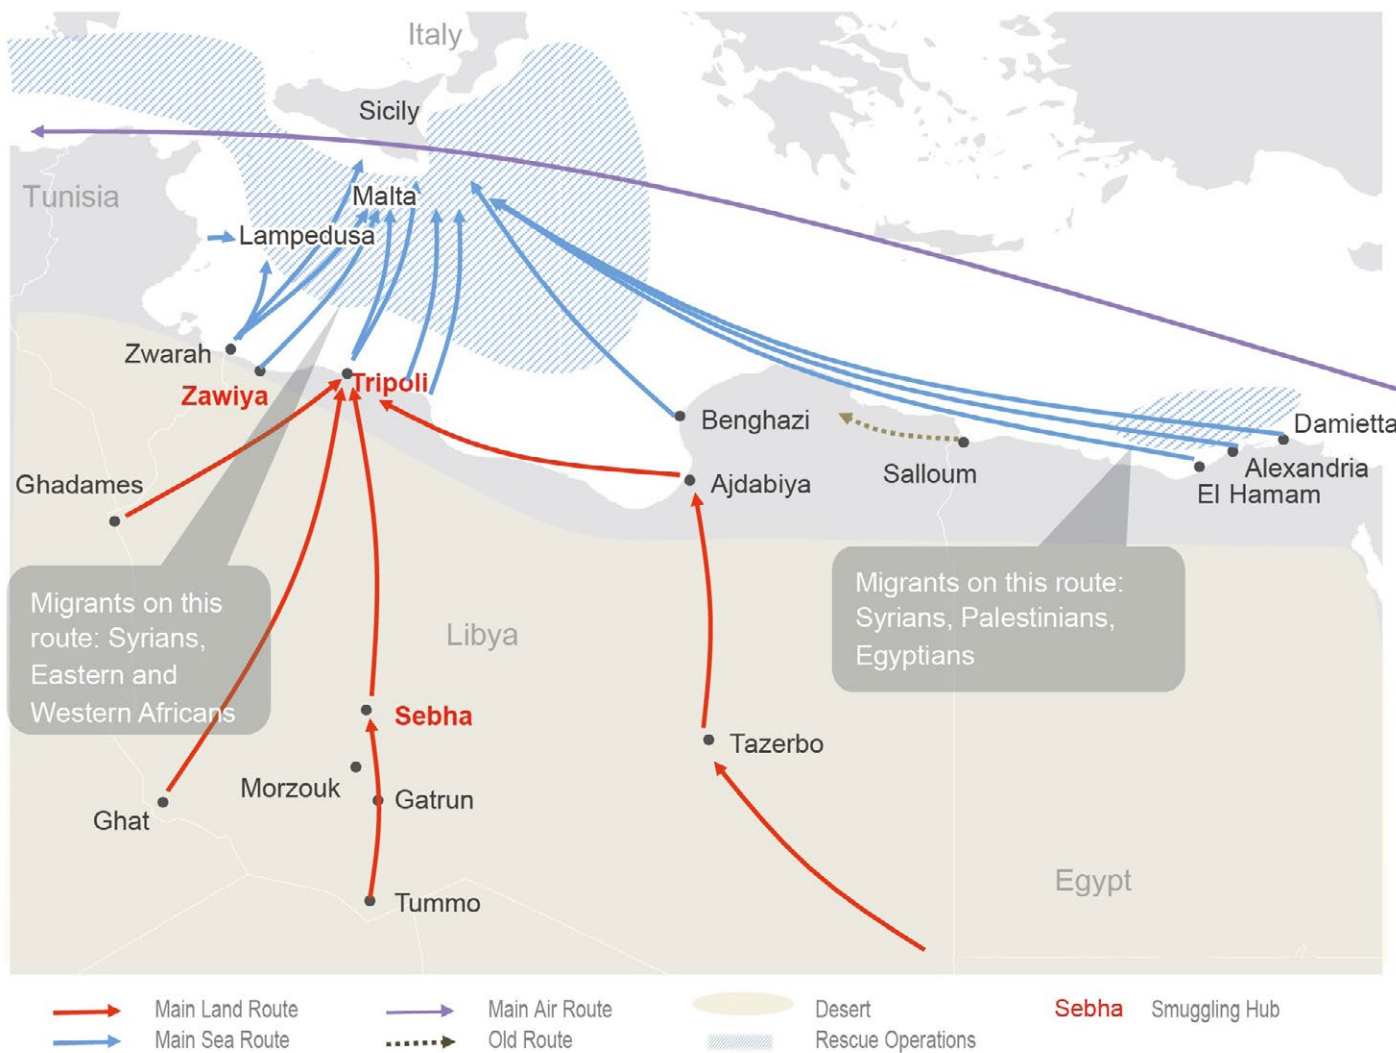 Italy
Sicily
Tunisia
Malta
Lampedusa
Zwarah
Zawiya
Tripoli
Benghazi
Damietta
Salloum
Alexandria
Ghadames
Ajdabiya
El Hamam
Migrants on this
route: Syrians,
Eastern and
Western Africans
Migrants on this route:
Syrians, Palestinians,
Egyptians
Libya
Sebha
Tazerbo
Morzouk
Gatrun
Ghat
Egypt
Tummo
Main Land Route
Main Air Route
Desert
Sebha
Smuggling Hub
Main Sea Route
Old Route
Rescue Operations